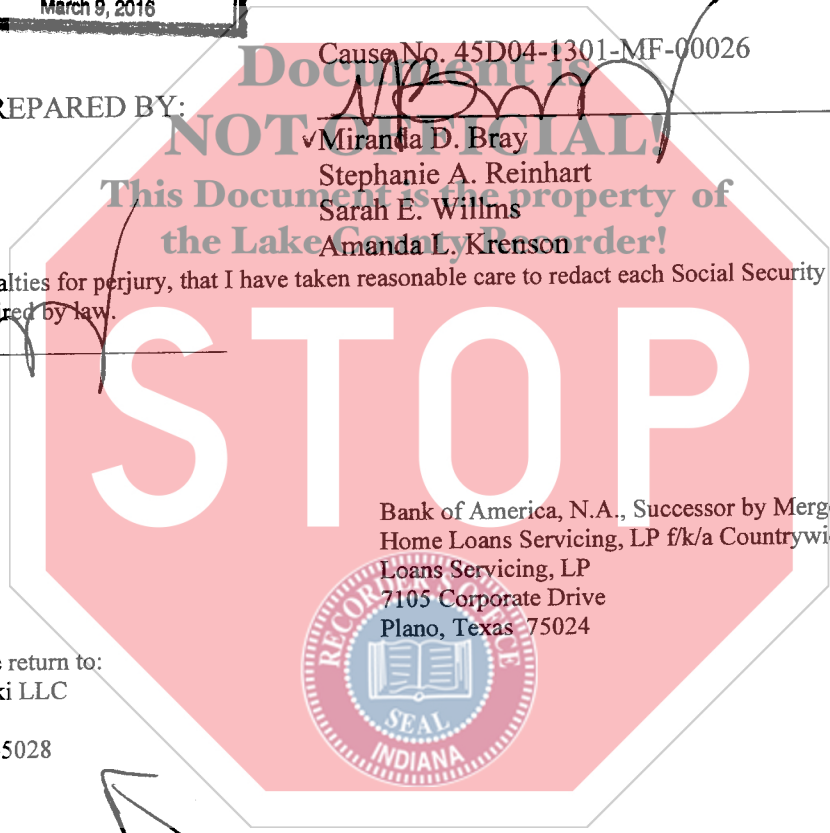 March 9, 2016
Cause No. 45D04-1301-MF-00026
Document is
REPARED BY:
NOT OFFICIAL!
✓Miranda D. Bray
Stephanie A. Reinhart
This Document is the property of
Sarah E. Willms
the Lake County Recorder!
Amanda L. Krenson
alties for perjury, that I have taken reasonable care to redact each Social Security
ired by law.
STOP
Bank of America, N.A., Successor by Merg
Home Loans Servicing, LP f/k/a Countrywi
Loans Servicing, LP
7105 Corporate Drive
Plano, Texas 75024
RECORDER'S OFFICE
SEAL
INDIANA
e return to:
ki LLC
5028